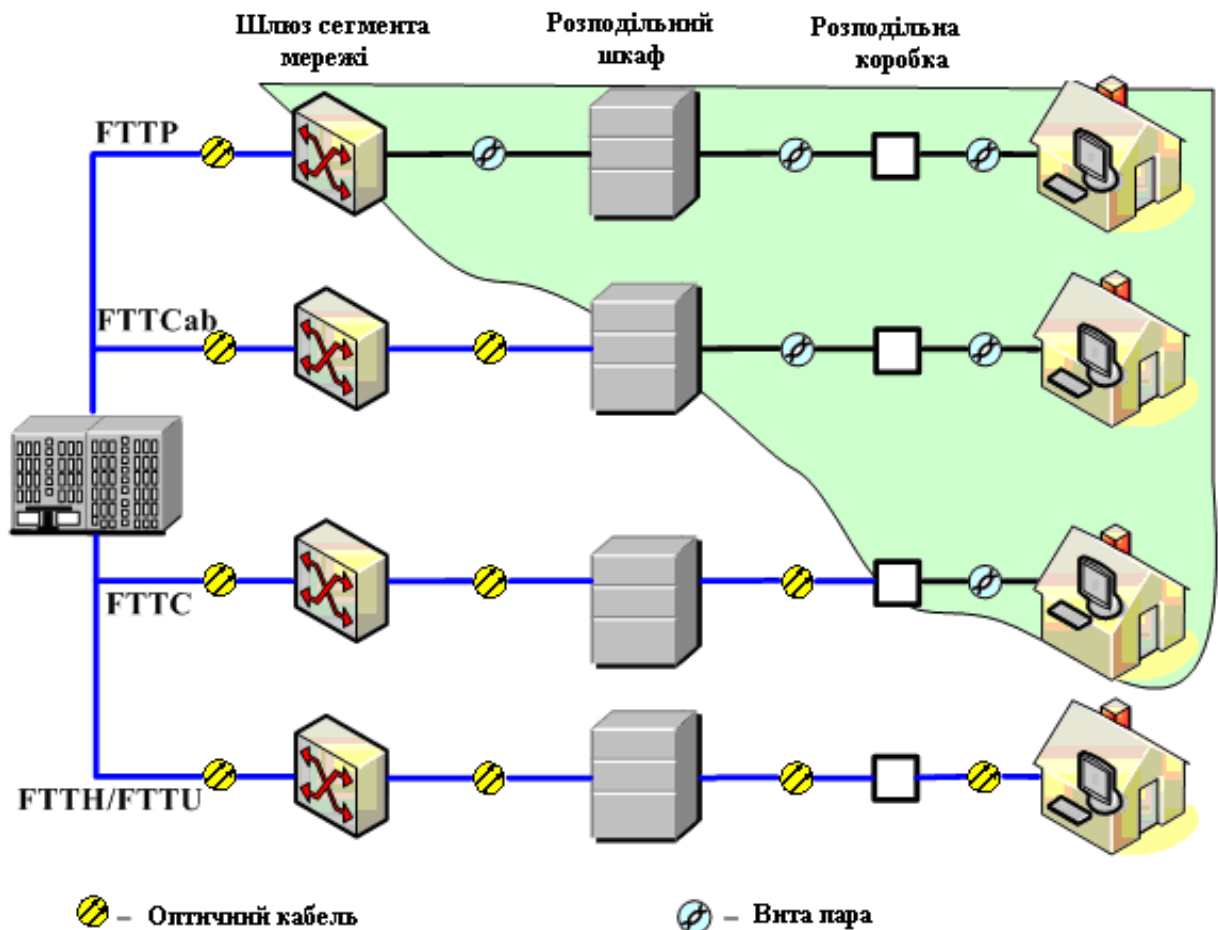 Шлюз сегмента
мережі
Розподільний
шкаф
Розподільна
коробка
FTTP
FTTCab
FTTC
FTTH/FTTU
– Оптичний кабель
– Вита пара